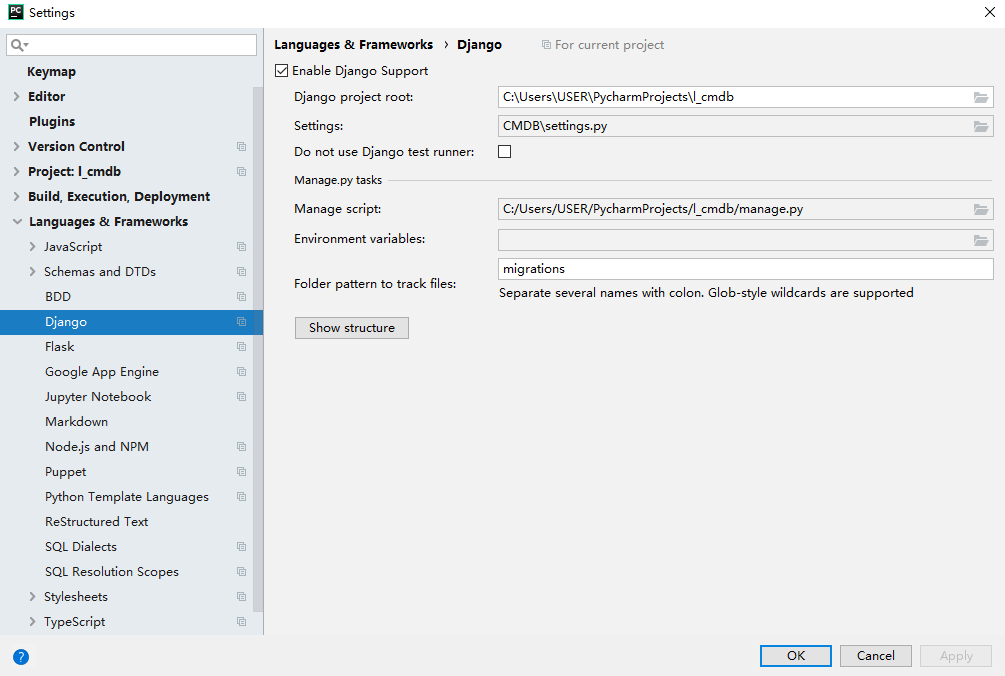 PC
Settings
Keymap
Editor
Plugins
Version Control
Project: l_cmdb
Build, Execution, Deployment
Languages & Frameworks
JavaScript
Schemas and DTDs
BDD
Django
Flask
Google App Engine
Jupyter Notebook
Markdown
Node.js and NPM
Puppet
Python Template Languages
ReStructured Text
SQL Dialects
SQL Resolution Scopes
Stylesheets
TypeScript
Languages & Frameworks › Django For current project
Enable Django Support
Django project root: C:\Users\USER\PycharmProjects\l_cmdb
Settings: CMDB\settings.py
Do not use Django test runner:
Manage.py tasks
Manage script: C:/Users/USER/PycharmProjects/l_cmdb/manage.py
Environment variables:
Folder pattern to track files: migrations
Separate several names with colon. Glob-style wildcards are supported
Show structure
? OK Cancel Apply